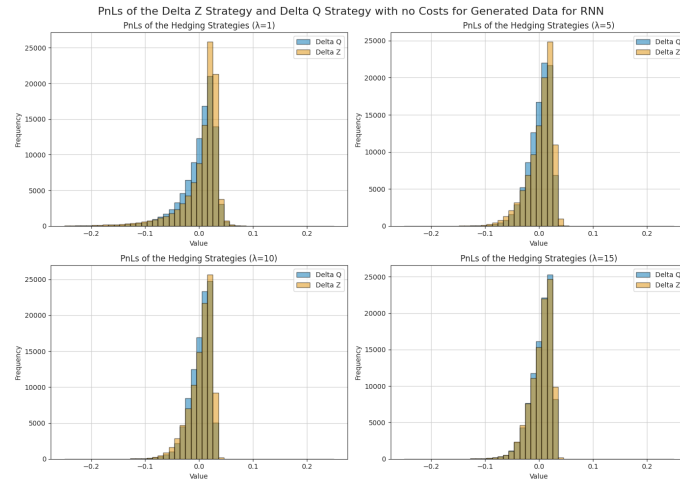 PnLs of the Delta Z Strategy and Delta Q Strategy with no Costs for Generated Data for RNN
PnLs of the Hedging Strategies (λ=1)
Delta Q
Delta Z
Frequency
25000
20000
15000
10000
5000
0
−0.2
−0.1
0.0
0.1
0.2
Value
PnLs of the Hedging Strategies (λ=5)
Delta Q
Delta Z
Frequency
25000
20000
15000
10000
5000
0
−0.2
−0.1
0.0
0.1
0.2
Value
PnLs of the Hedging Strategies (λ=10)
Delta Q
Delta Z
Frequency
25000
20000
15000
10000
5000
0
−0.2
−0.1
0.0
0.1
0.2
Value
PnLs of the Hedging Strategies (λ=15)
Delta Q
Delta Z
Frequency
25000
20000
15000
10000
5000
0
−0.2
−0.1
0.0
0.1
0.2
Value